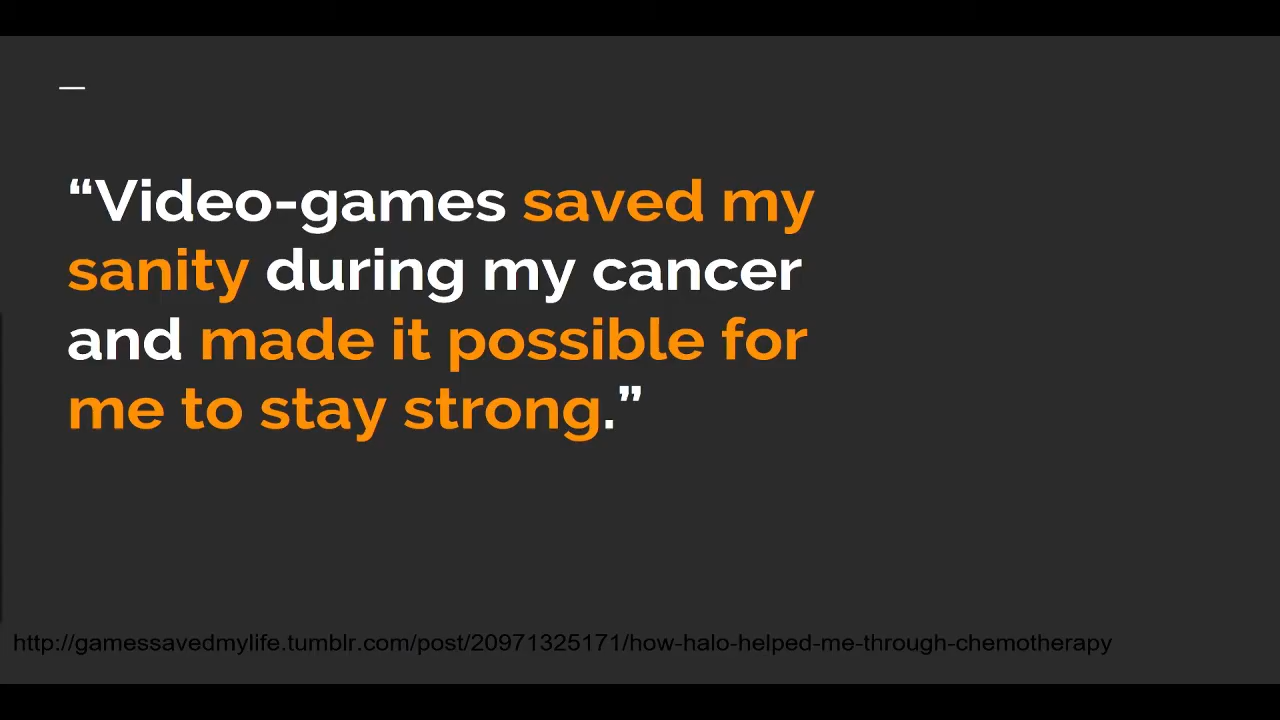 “Video-games saved my
sanity during my cancer
and made it possible for
me to stay strong.”
http://gamessavedmylife.tumblr.com/post/20971325171/how-halo-helped-me-through-chemotherapy